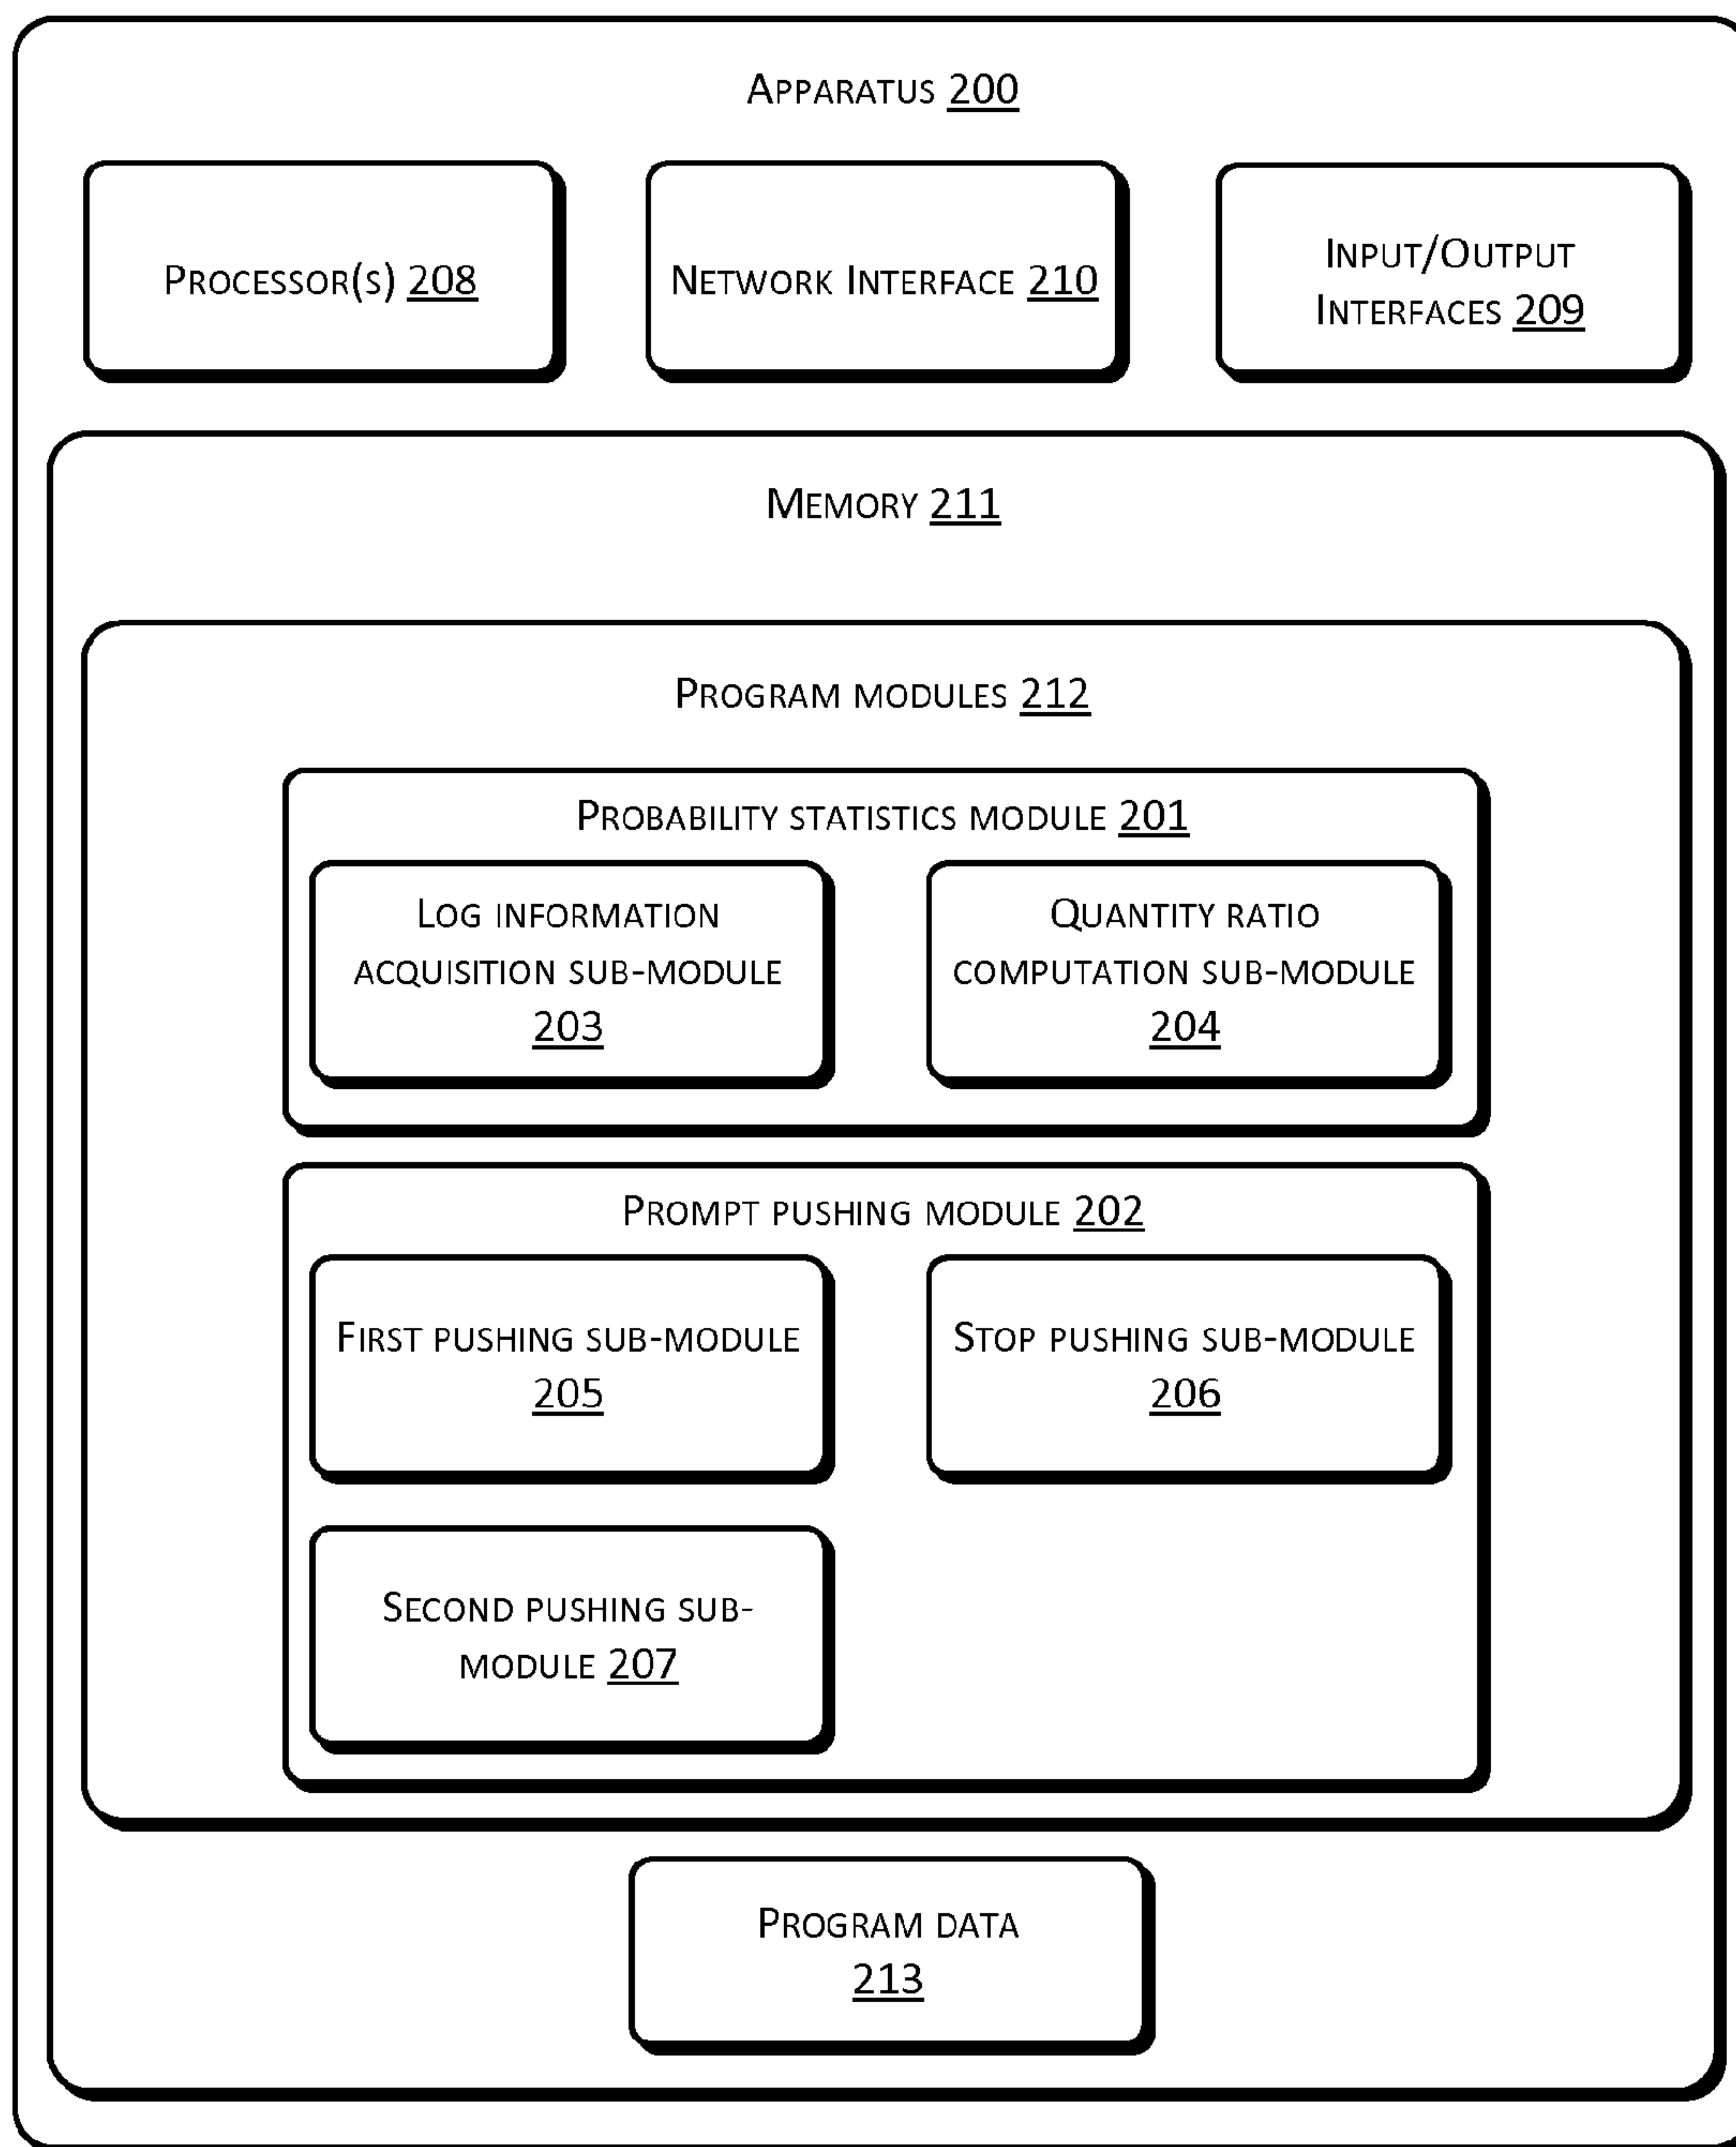 APPARATUS 200
PROCESSOR(S) 208
NETWORK INTERFACE 210
INPUT/OUTPUT
INTERFACES 209
MEMORY 211
PROGRAM MODULES 212
PROBABILITY STATISTICS MODULE 201
LOG INFORMATION
ACQUISITION SUB-MODULE
203
QUANTITY RATIO
COMPUTATION SUB-MODULE
204
PROMPT PUSHING MODULE 202
FIRST PUSHING SUB-MODULE
205
STOP PUSHING SUB-MODULE
206
SECOND PUSHING SUB-
MODULE 207
PROGRAM DATA
213